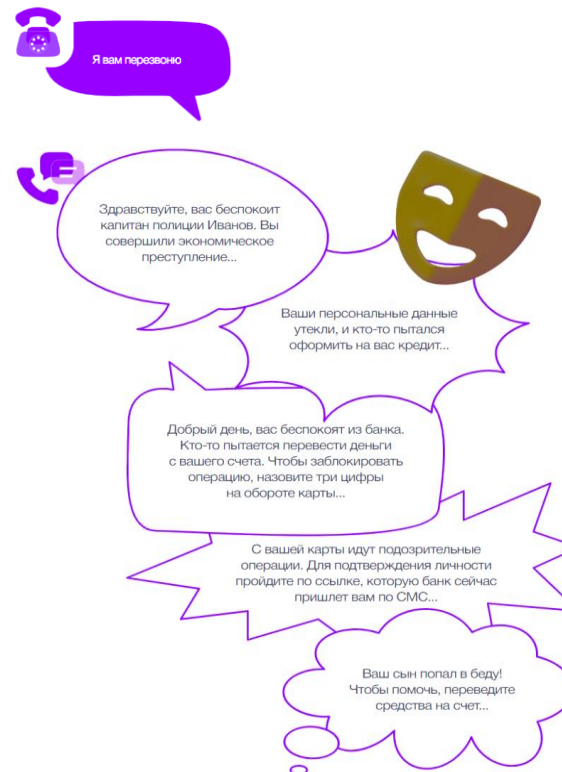 Я вам перезвоню
Здравствуйте, вас беспокоит
капитан полиции Иванов. Вы
совершили экономическое
преступление...
Ваши персональные данные
утекли, и кто-то пытался
оформить на вас кредит...
Добрый день, вас беспокоят из банка.
Кто-то пытается перевести деньги
с вашего счета. Чтобы заблокировать
операцию, назовите три цифры
на обороте карты...
С вашей карты идут подозрительные
операции. Для подтверждения личности
пройдите по ссылке, которую банк сейчас
пришлет вам по СМС...
Ваш сын попал в беду!
Чтобы помочь, переведите
средства на счет...